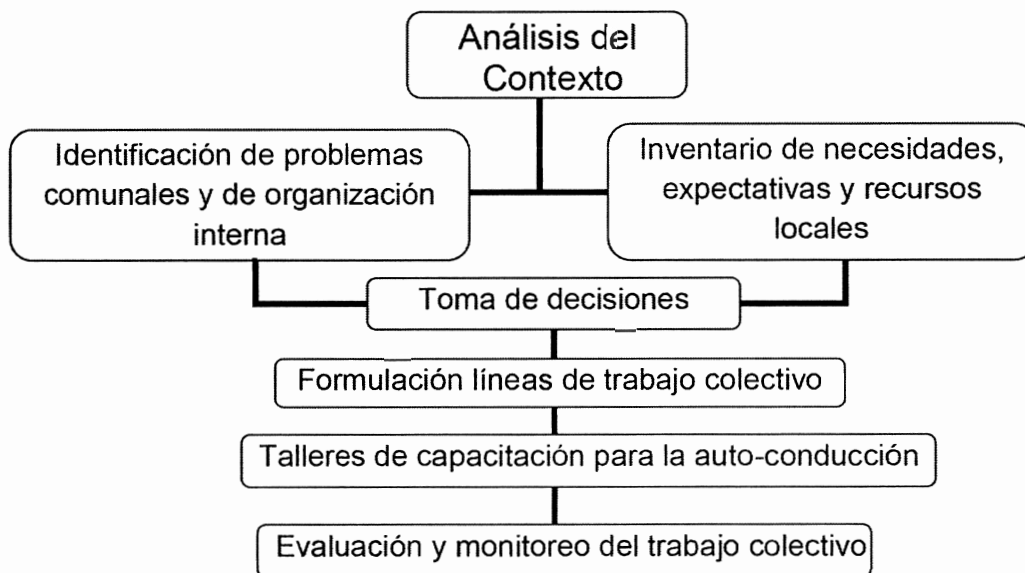 Análisis del
Contexto
Identificación de problemas
comunales y de organización
interna
Inventario de necesidades,
expectativas y recursos
locales
Toma de decisiones
Formulación líneas de trabajo colectivo
Talleres de capacitación para la auto-conducción
Evaluación y monitoreo del trabajo colectivo